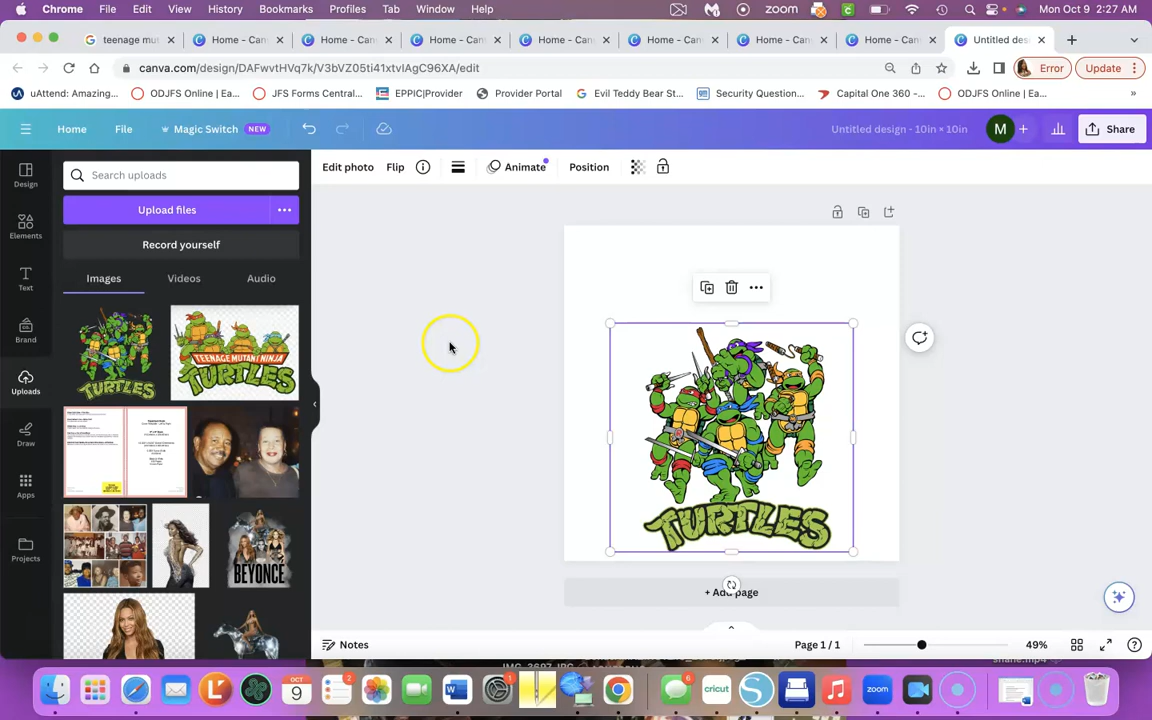 Chrome File Edit View History Bookmarks Profiles Tab Window Help zoom Mon Oct 9 2:27 AM
teenage mu Home - Can Home - Can Home - Can Home - Can Home - Can Home - Can Home - Can Untitled des
canva.com/design/DAFwvtHVq7k/V3bVZ05ti41xtvIAgC96XA/edit Error Update
uAttend: Amazing... ODJFS Online | Ea... JFS Forms Central... EPPIC|Provider Provider Portal Evil Teddy Bear St... Security Question... Capital One 360 -... ODJFS Online | Ea... »
Home File Magic Switch NEW Untitled design - 10in × 10in M + Share
Edit photo Flip Animate Position
Design
Elements
Text
Brand
Uploads
Draw
Apps
Projects
Search uploads
Upload files
Record yourself
Images Videos Audio
TURTLES
TEENAGE MUTANT NINJA
TURTLES
BEYONCÉ
TURTLES
+ Add page
Notes Page 1 / 1 49%
OCT
9
2
1
cricut
6
zoom